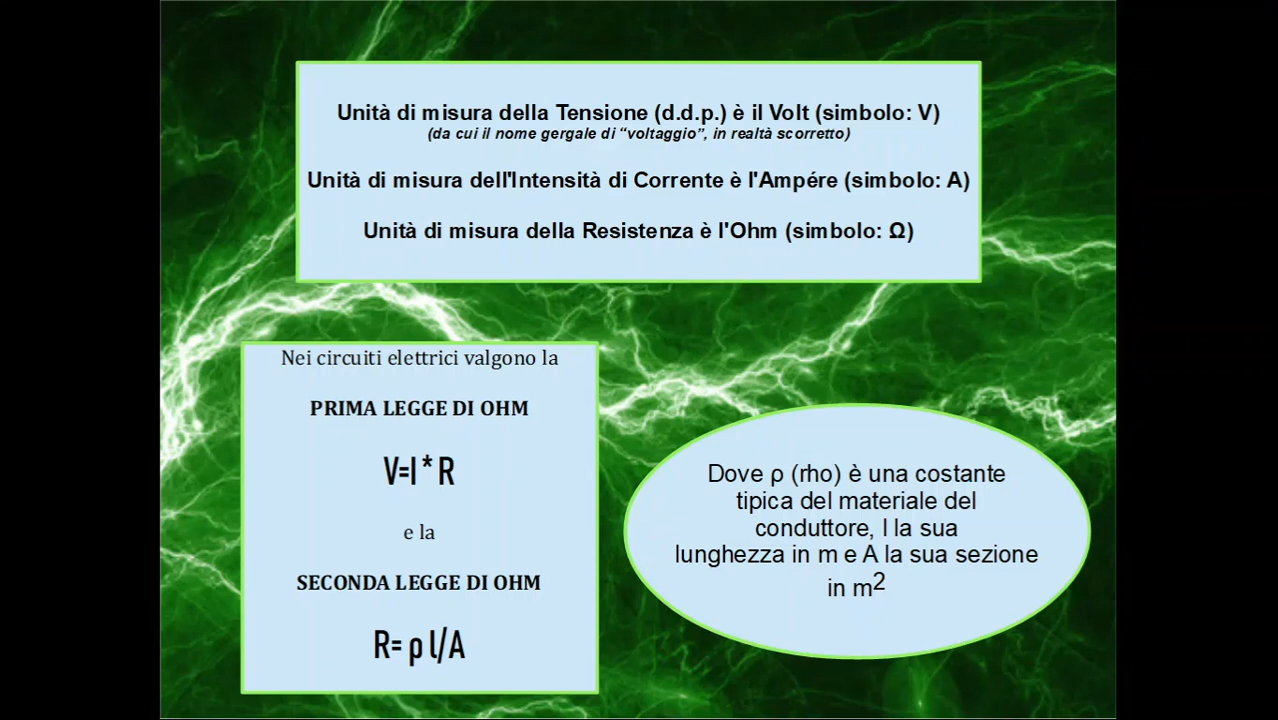 Unità di misura della Tensione (d.d.p.) è il Volt (simbolo: V)
(da cui il nome gergale di “voltaggio”, in realtà scorretto)
Unità di misura dell'Intensità di Corrente è l'Ampére (simbolo: A)
Unità di misura della Resistenza è l'Ohm (simbolo: Ω)
Nei circuiti elettrici valgono la
PRIMA LEGGE DI OHM
V=I * R
e la
SECONDA LEGGE DI OHM
R= ρ l/A
Dove ρ (rho) è una costante
tipica del materiale del
conduttore, l la sua
lunghezza in m e A la sua sezione
in m²